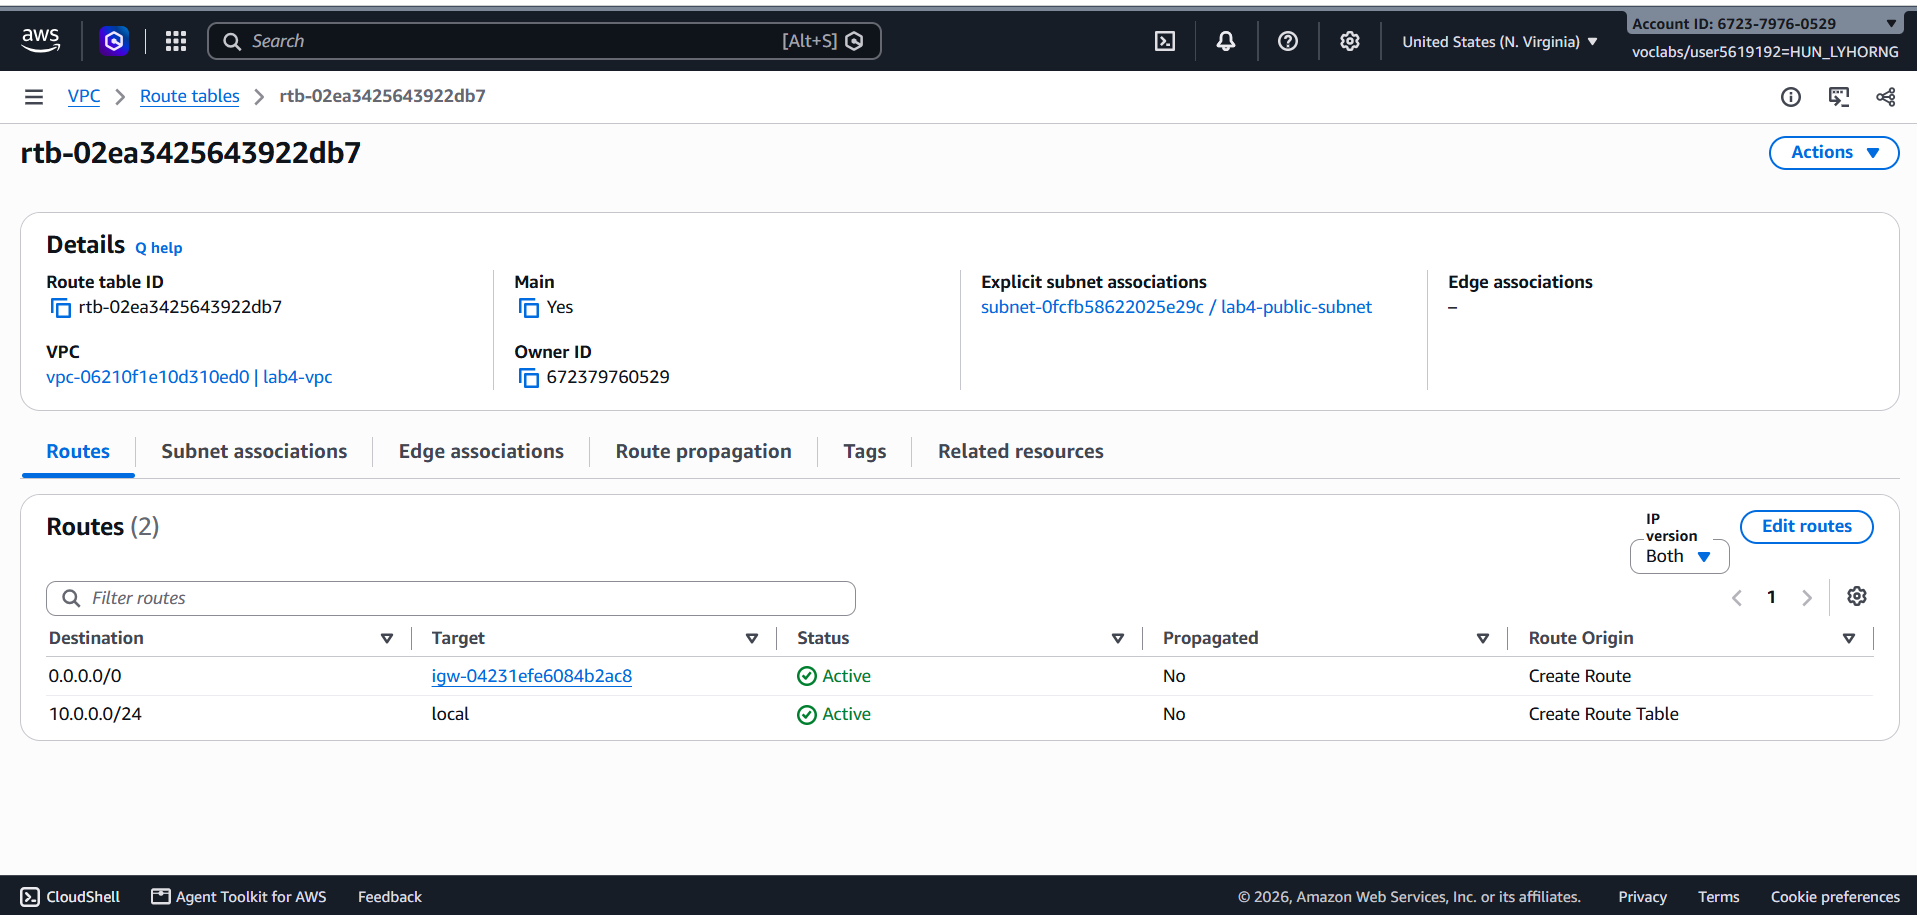 aws
Search [Alt+S]
United States (N. Virginia)
Account ID: 6723-7976-0529
voclabs/user5619192=HUN_LYHORNG
VPC
Route tables
rtb-02ea3425643922db7
rtb-02ea3425643922db7
Actions
Details Q help
Route table ID
rtb-02ea3425643922db7
VPC
vpc-06210f1e10d310ed0 | lab4-vpc
Main
Yes
Owner ID
672379760529
Explicit subnet associations
subnet-0fcfb58622025e29c / lab4-public-subnet
Edge associations
–
Routes
Subnet associations
Edge associations
Route propagation
Tags
Related resources
Routes (2)
IP version
Both
Edit routes
Filter routes
1
Destination Target Status Propagated Route Origin
0.0.0.0/0 igw-04231efe6084b2ac8 Active No Create Route
10.0.0.0/24 local Active No Create Route Table
CloudShell
Agent Toolkit for AWS
Feedback
© 2026, Amazon Web Services, Inc. or its affiliates.
Privacy
Terms
Cookie preferences